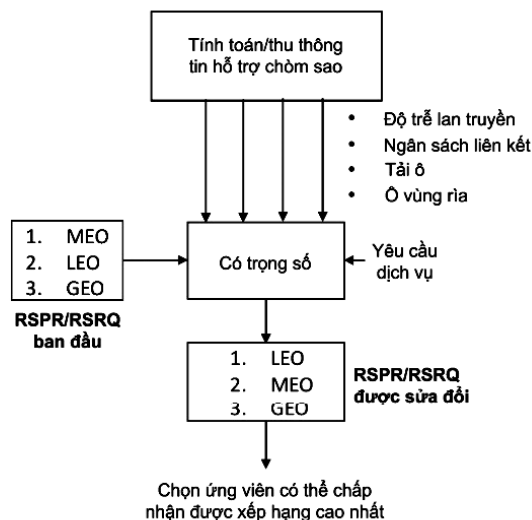 Tính toán/thu thông
tin hỗ trợ chòm sao
• Độ trễ lan truyền
• Ngân sách liên kết
• Tải ô
• Ô vùng rìa
1. MEO
2. LEO
3. GEO
RSPR/RSRQ
ban đầu
Có trọng số
Yêu cầu
dịch vụ
1. LEO
2. MEO
3. GEO
RSPR/RSRQ
được sửa đổi
Chọn ứng viên có thể chấp
nhận được xếp hạng cao nhất